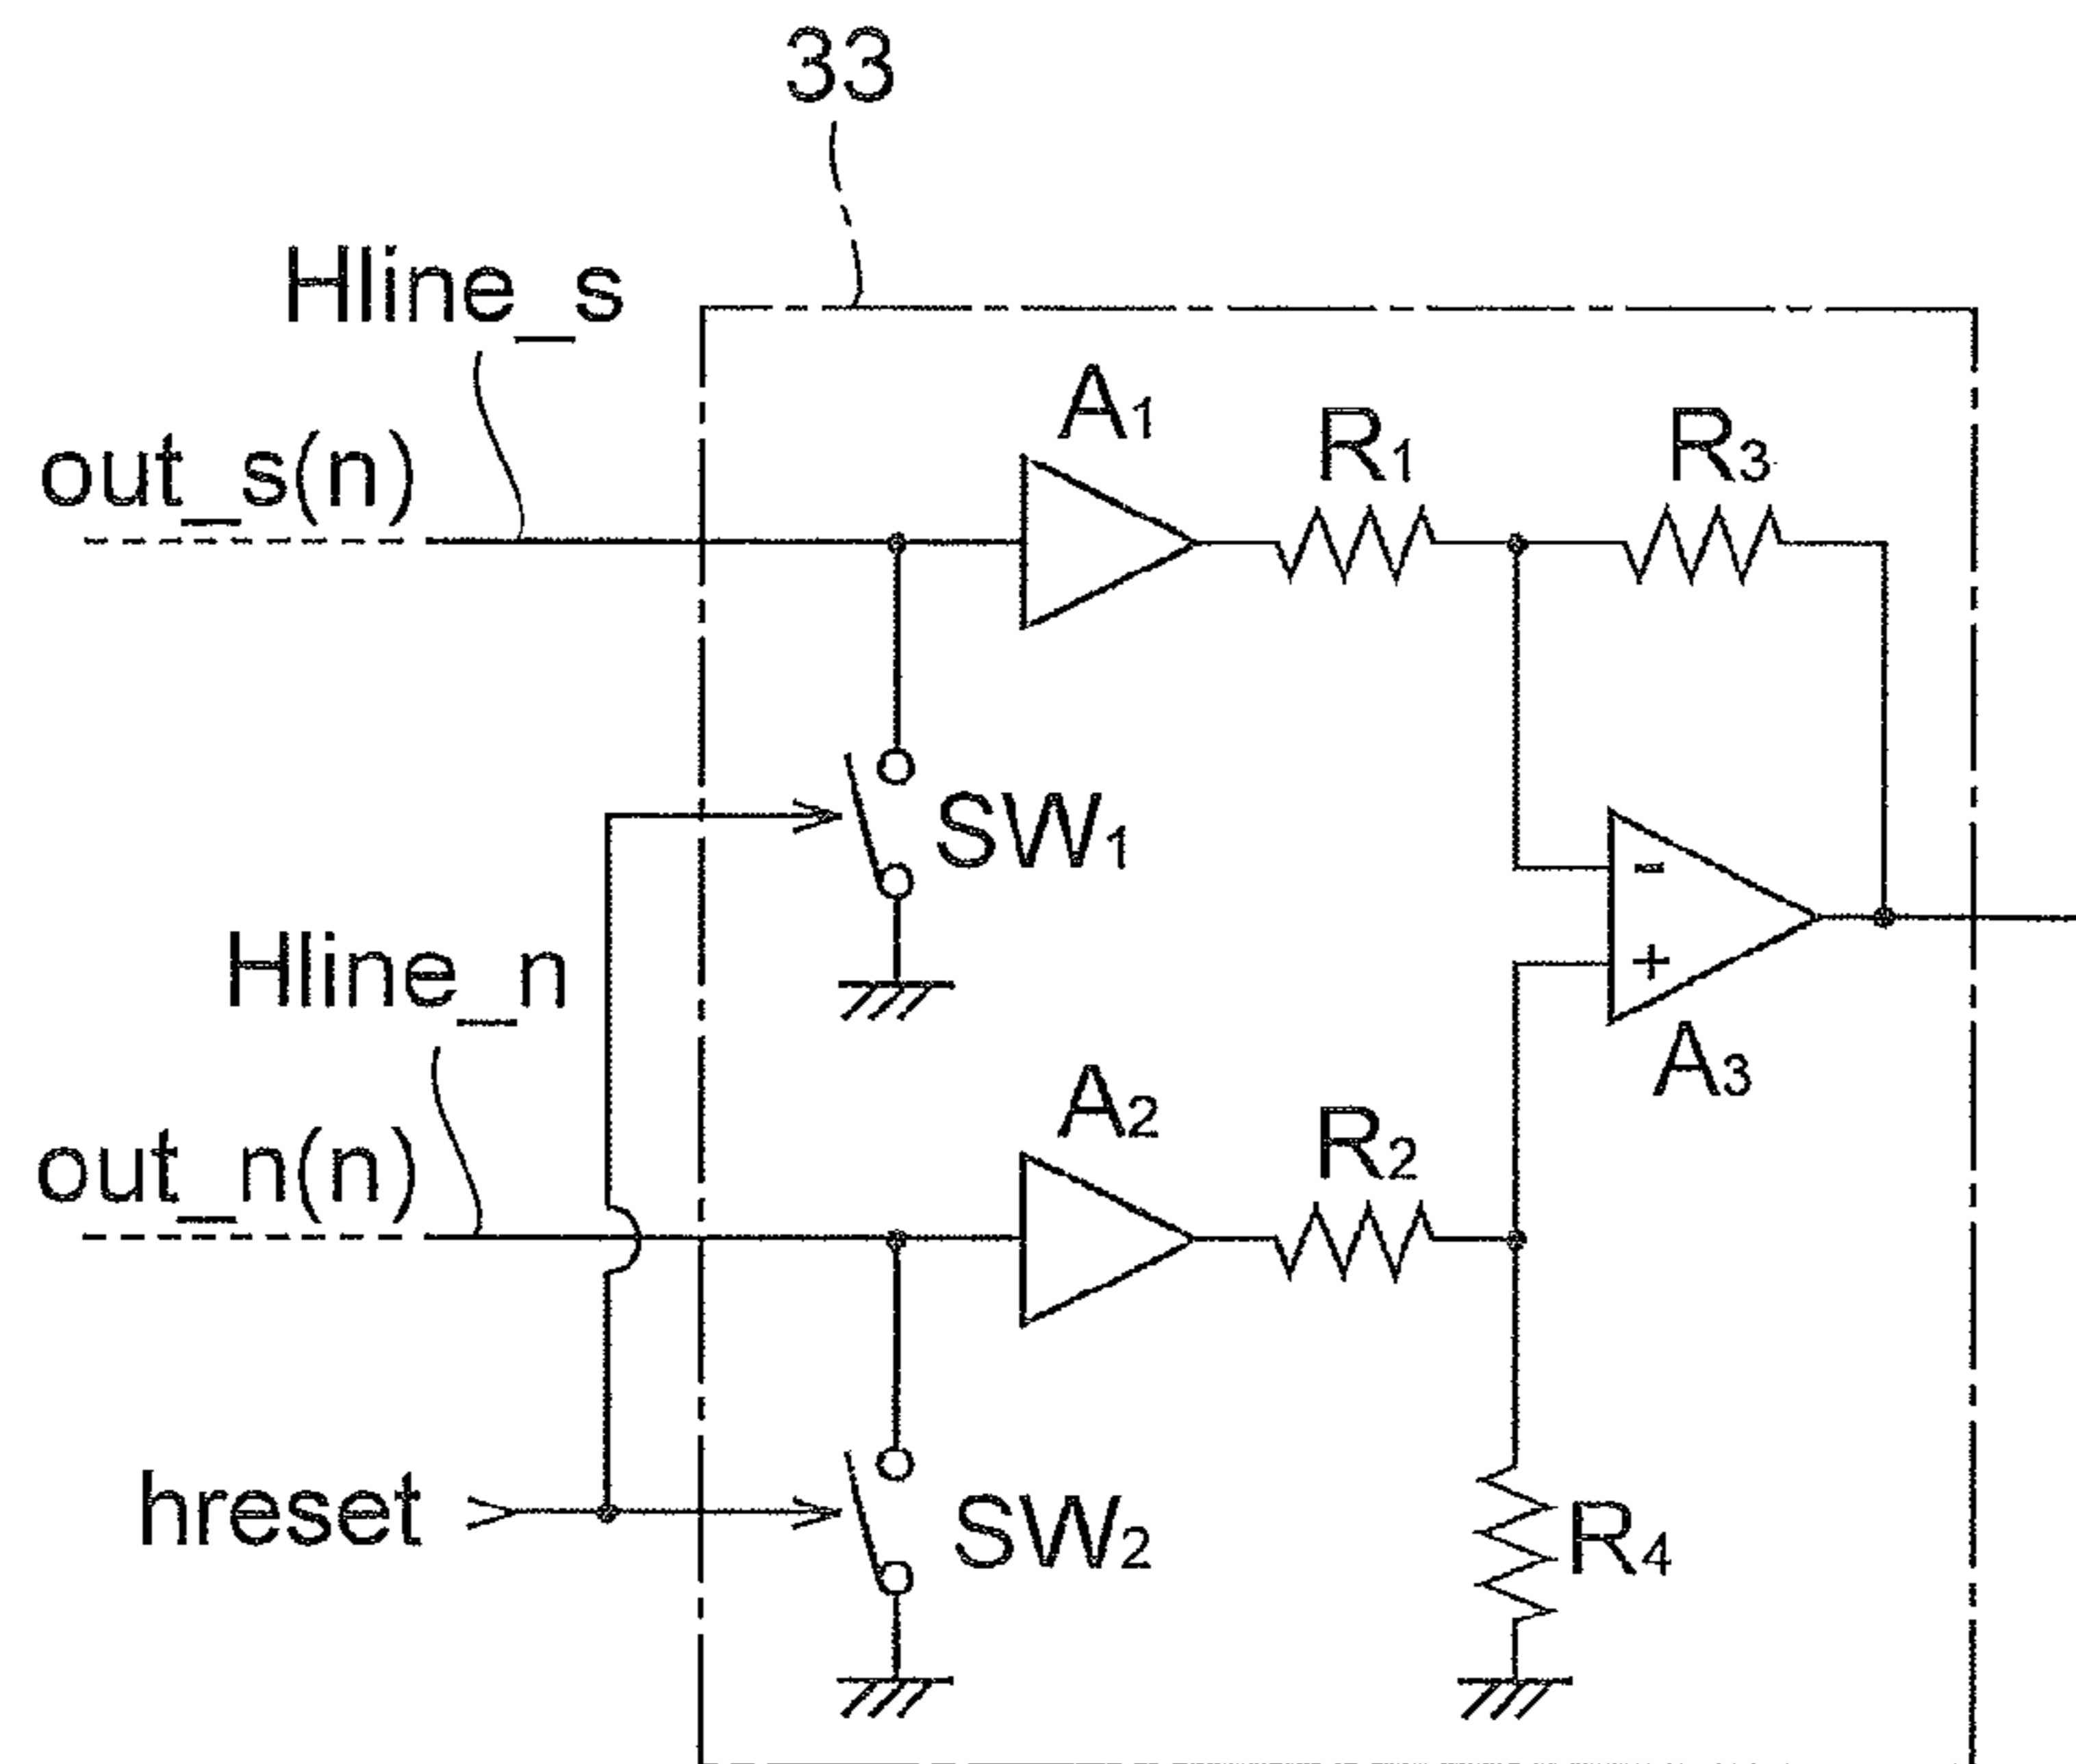 33
Hline_s
out_s(n)
A1
R1
R3
SW1
-
+
A3
Hline_n
out_n(n)
A2
R2
hreset
SW2
R4